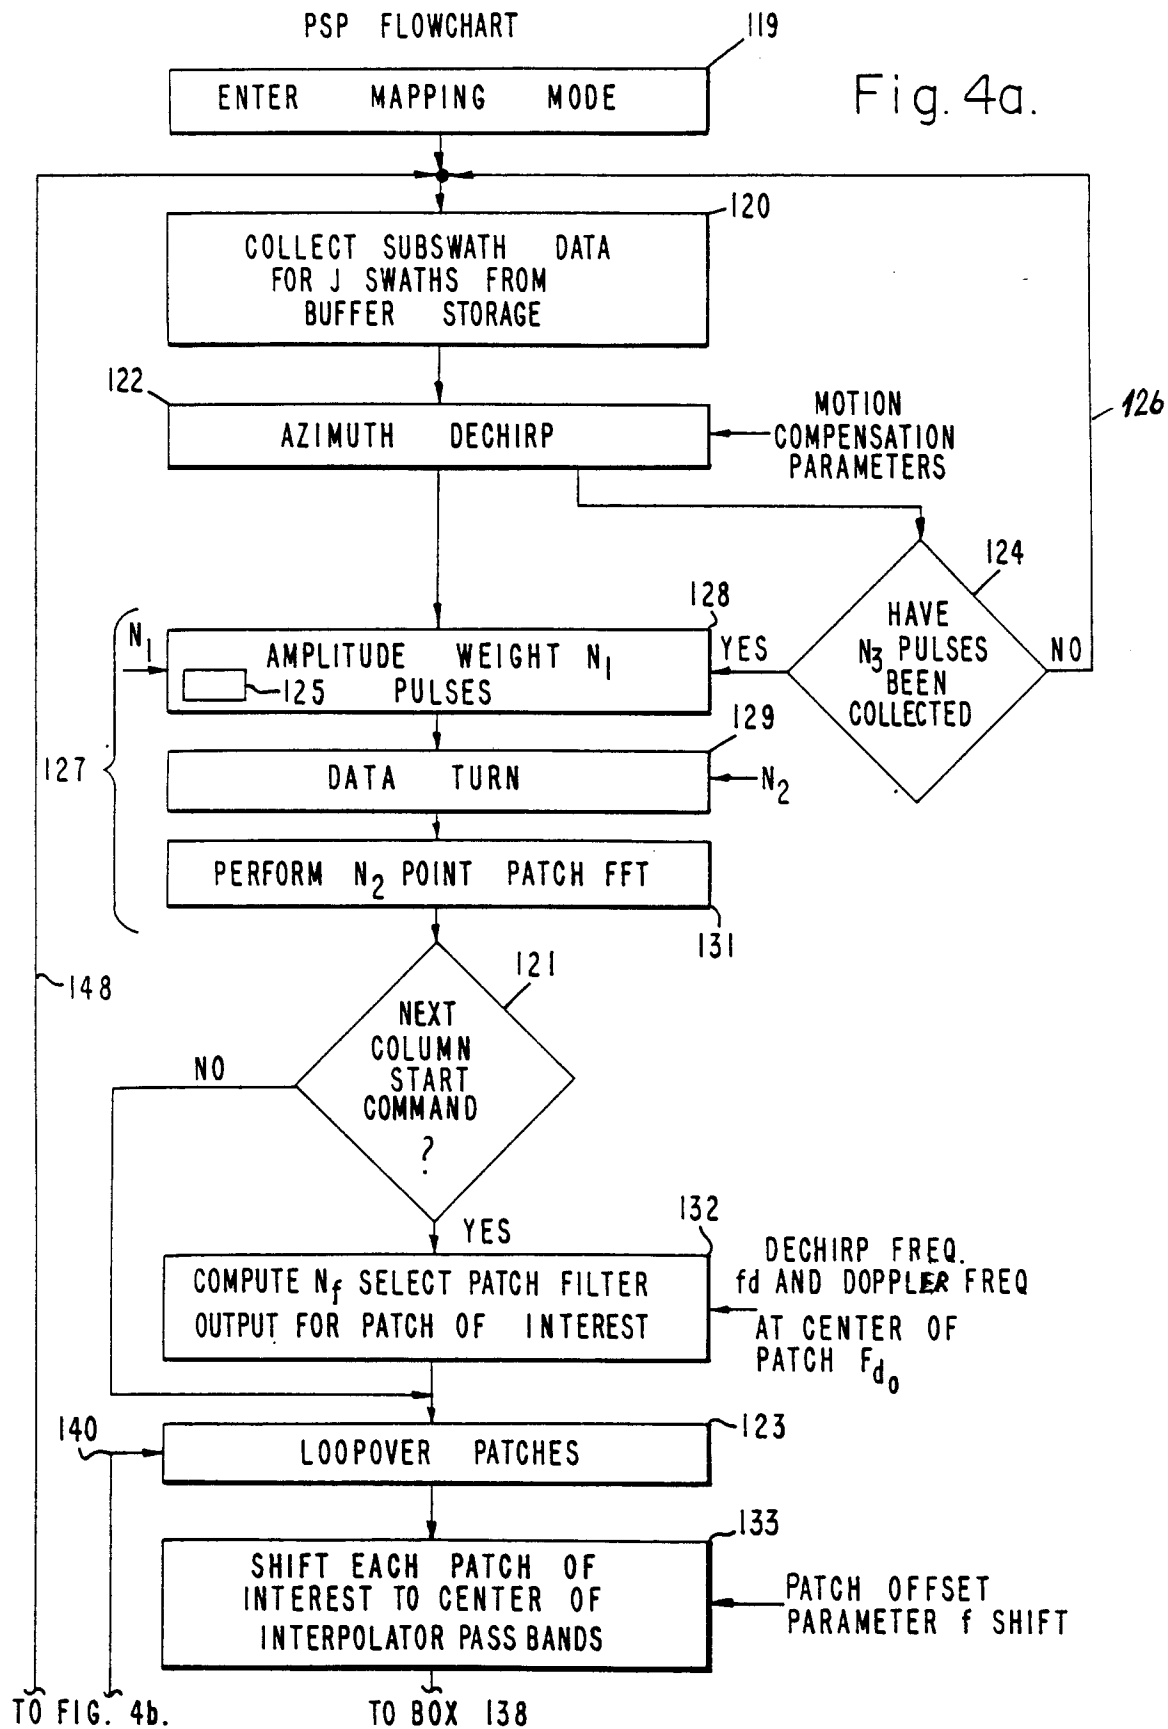 PSP FLOWCHART
119
ENTER MAPPING MODE
Fig. 4a.
120
COLLECT SUBSWATH DATA
FOR J SWATHS FROM
BUFFER STORAGE
122
AZIMUTH DECHIRP
MOTION
COMPENSATION
PARAMETERS
126
124
HAVE
N3 PULSES
BEEN
COLLECTED
YES
NO
128
N1
AMPLITUDE WEIGHT N1
125 PULSES
129
127
DATA TURN
N2
PERFORM N2 POINT PATCH FFT
131
148
121
NEXT
COLUMN
START
COMMAND
?
NO
YES
132
COMPUTE Nf SELECT PATCH FILTER
OUTPUT FOR PATCH OF INTEREST
DECHIRP FREQ.
fd AND DOPPLER FREQ
AT CENTER OF
PATCH Fdo
140
123
LOOPOVER PATCHES
133
SHIFT EACH PATCH OF
INTEREST TO CENTER OF
INTERPOLATOR PASS BANDS
PATCH OFFSET
PARAMETER f SHIFT
TO FIG. 4b.
TO BOX 138